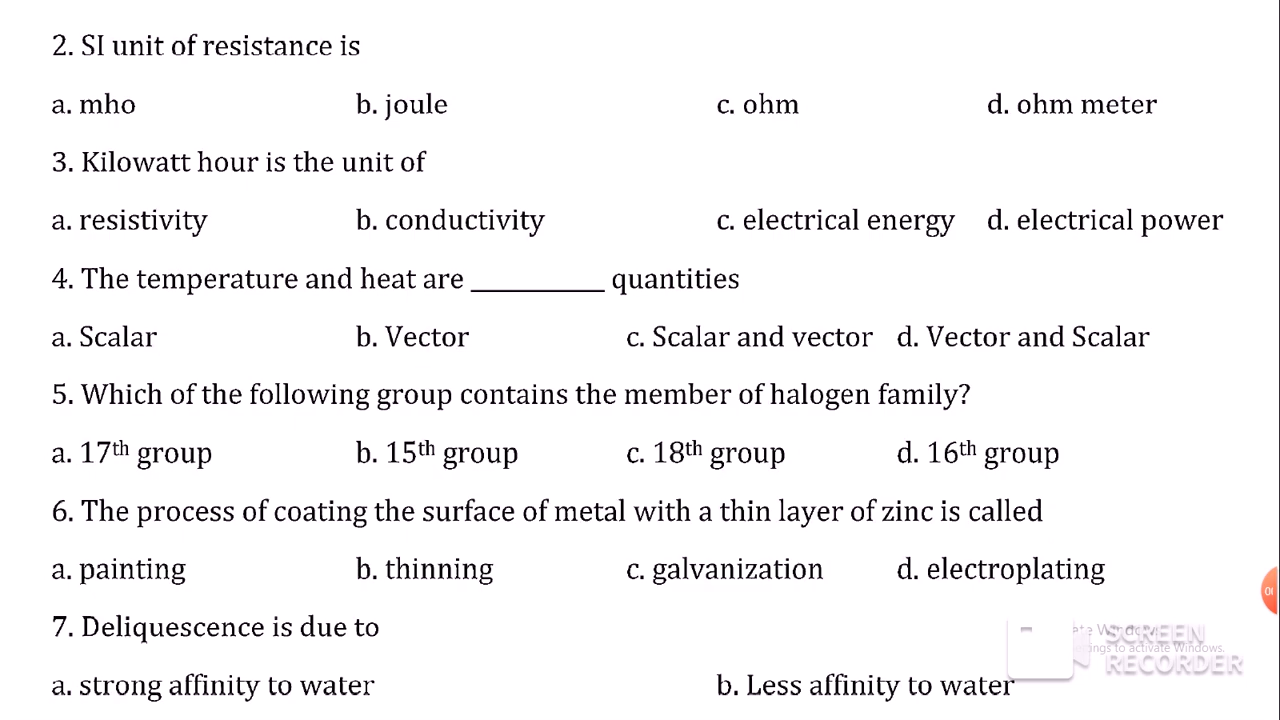 2. SI unit of resistance is
a. mho b. joule c. ohm d. ohm meter
3. Kilowatt hour is the unit of
a. resistivity b. conductivity c. electrical energy d. electrical power
4. The temperature and heat are __________ quantities
a. Scalar b. Vector c. Scalar and vector d. Vector and Scalar
5. Which of the following group contains the member of halogen family?
a. 17th group b. 15th group c. 18th group d. 16th group
6. The process of coating the surface of metal with a thin layer of zinc is called
a. painting b. thinning c. galvanization d. electroplating
7. Deliquescence is due to
SCREEN
to activate Windows.
RECORDER
a. strong affinity to water b. Less affinity to water